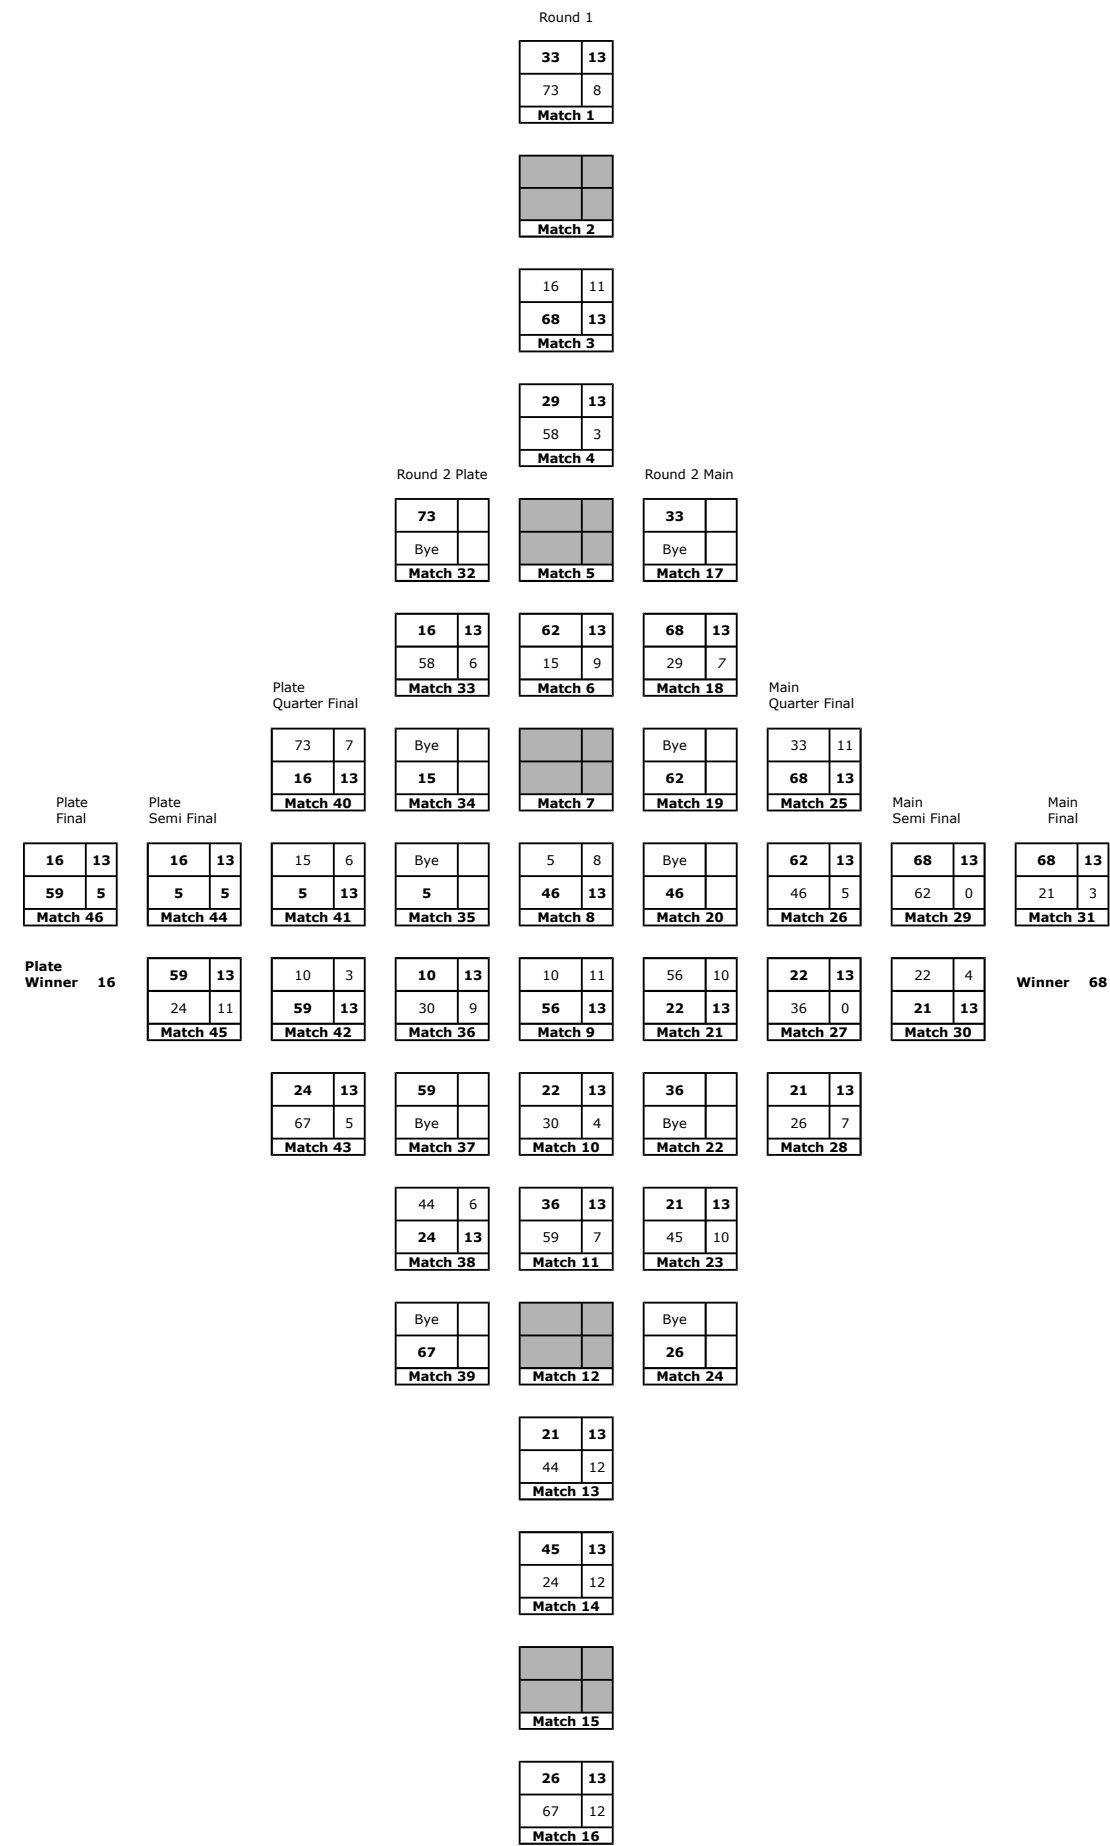 Round 1
33 13
73 8
Match 1
Match 2
16 11
68 13
Match 3
29 13
58 3
Match 4
Round 2 Plate Round 2 Main
73 33
Bye Bye
Match 32 Match 5 Match 17
16 13 62 13 68 13
58 6 15 9 29 7
Match 33 Match 6 Match 18
Plate Main
Quarter Final Quarter Final
73 7 Bye Bye 33 11
16 13 15 62 68 13
Match 40 Match 34 Match 7 Match 19 Match 25
Plate Plate Main Main
Final Semi Final Semi Final Final
16 13 16 13 15 6 Bye 5 8 Bye 62 13 68 13 68 13
59 5 5 5 5 13 5 46 13 46 46 5 62 0 21 3
Match 46 Match 44 Match 41 Match 35 Match 8 Match 20 Match 26 Match 29 Match 31
Plate
Winner 16 59 13 10 3 10 13 10 11 56 10 22 13 22 4 Winner 68
24 11 59 13 30 9 56 13 22 13 36 0 21 13
Match 45 Match 42 Match 36 Match 9 Match 21 Match 27 Match 30
24 13 59 22 13 36 21 13
67 5 Bye 30 4 Bye 26 7
Match 43 Match 37 Match 10 Match 22 Match 28
44 6 36 13 21 13
24 13 59 7 45 10
Match 38 Match 11 Match 23
Bye Bye
67 26
Match 39 Match 12 Match 24
21 13
44 12
Match 13
45 13
24 12
Match 14
Match 15
26 13
67 12
Match 16